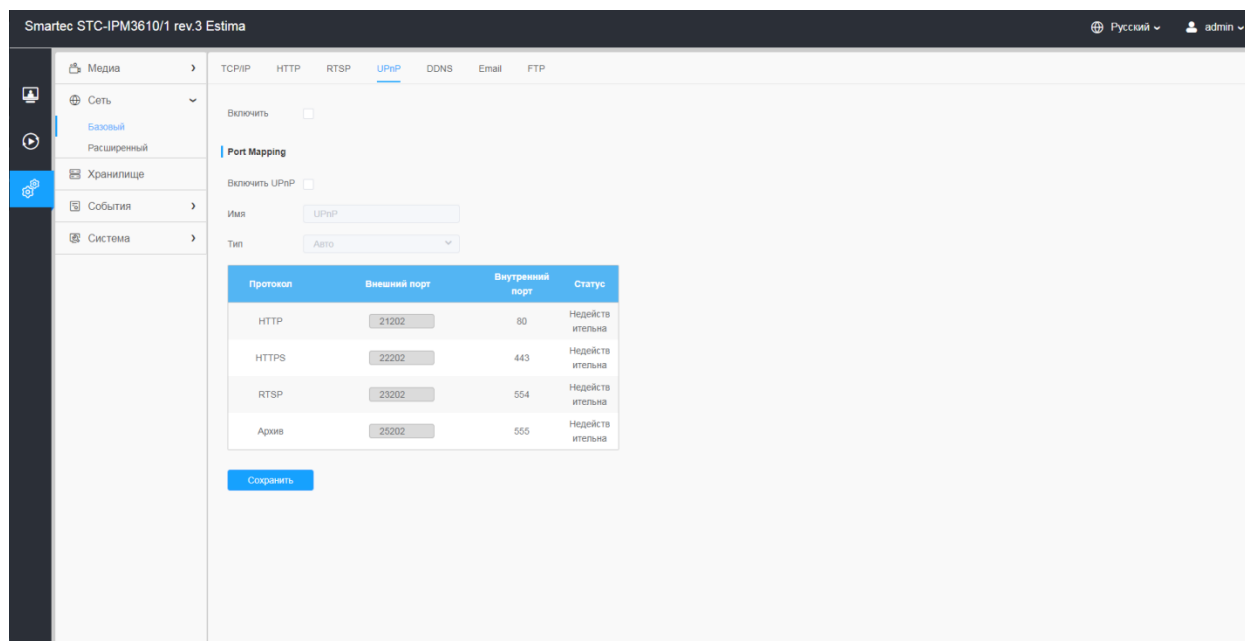 Smartec STC-IPM3610/1 rev.3 Estima
Русский
admin
Медиа
Сеть
Базовый
Расширенный
Хранилище
События
Система
TCP/IP HTTP RTSP UPnP DDNS Email FTP
Включить
Port Mapping
Включить UPnP
Имя UPnP
Тип Авто
Протокол Внешний порт Внутренний порт Статус
HTTP 21202 80 Недейств
ительна
HTTPS 22202 443 Недейств
ительна
RTSP 23202 554 Недейств
ительна
Архив 25202 555 Недейств
ительна
Сохранить